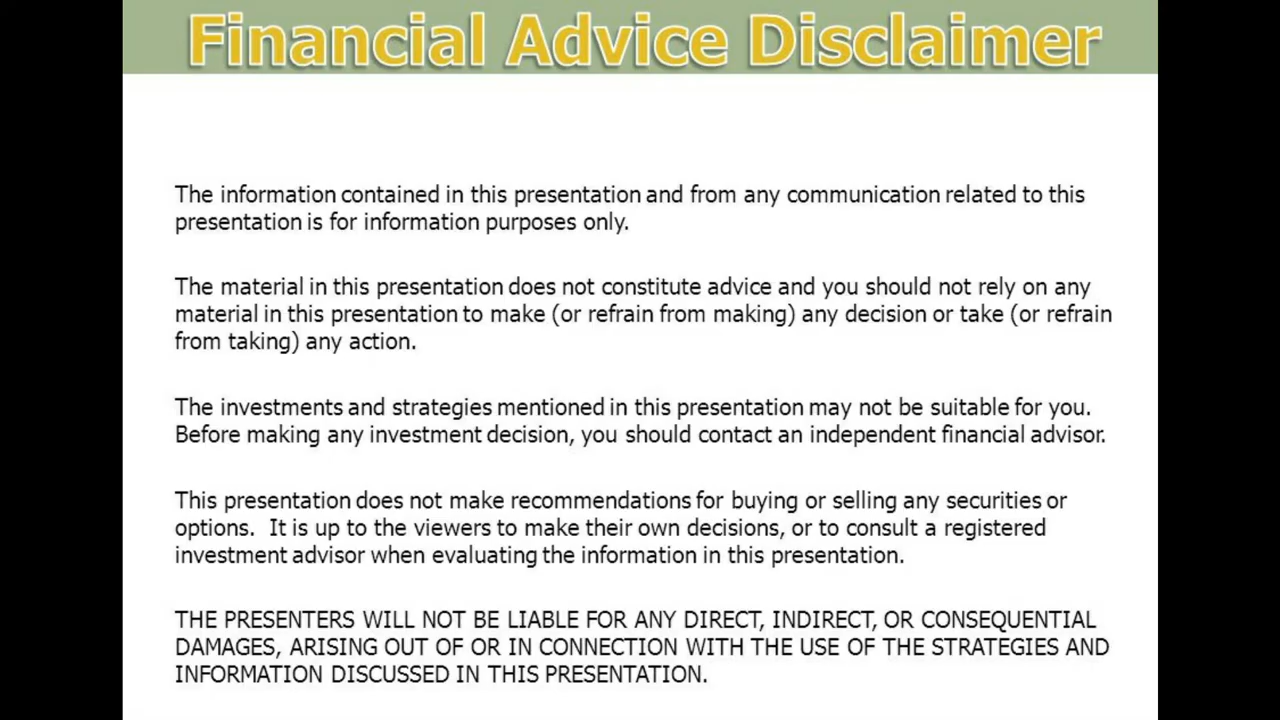 Financial Advice Disclaimer
The information contained in this presentation and from any communication related to this
presentation is for information purposes only.
The material in this presentation does not constitute advice and you should not rely on any
material in this presentation to make (or refrain from making) any decision or take (or refrain
from taking) any action.
The investments and strategies mentioned in this presentation may not be suitable for you.
Before making any investment decision, you should contact an independent financial advisor.
This presentation does not make recommendations for buying or selling any securities or
options.  It is up to the viewers to make their own decisions, or to consult a registered
investment advisor when evaluating the information in this presentation.
THE PRESENTERS WILL NOT BE LIABLE FOR ANY DIRECT, INDIRECT, OR CONSEQUENTIAL
DAMAGES, ARISING OUT OF OR IN CONNECTION WITH THE USE OF THE STRATEGIES AND
INFORMATION DISCUSSED IN THIS PRESENTATION.